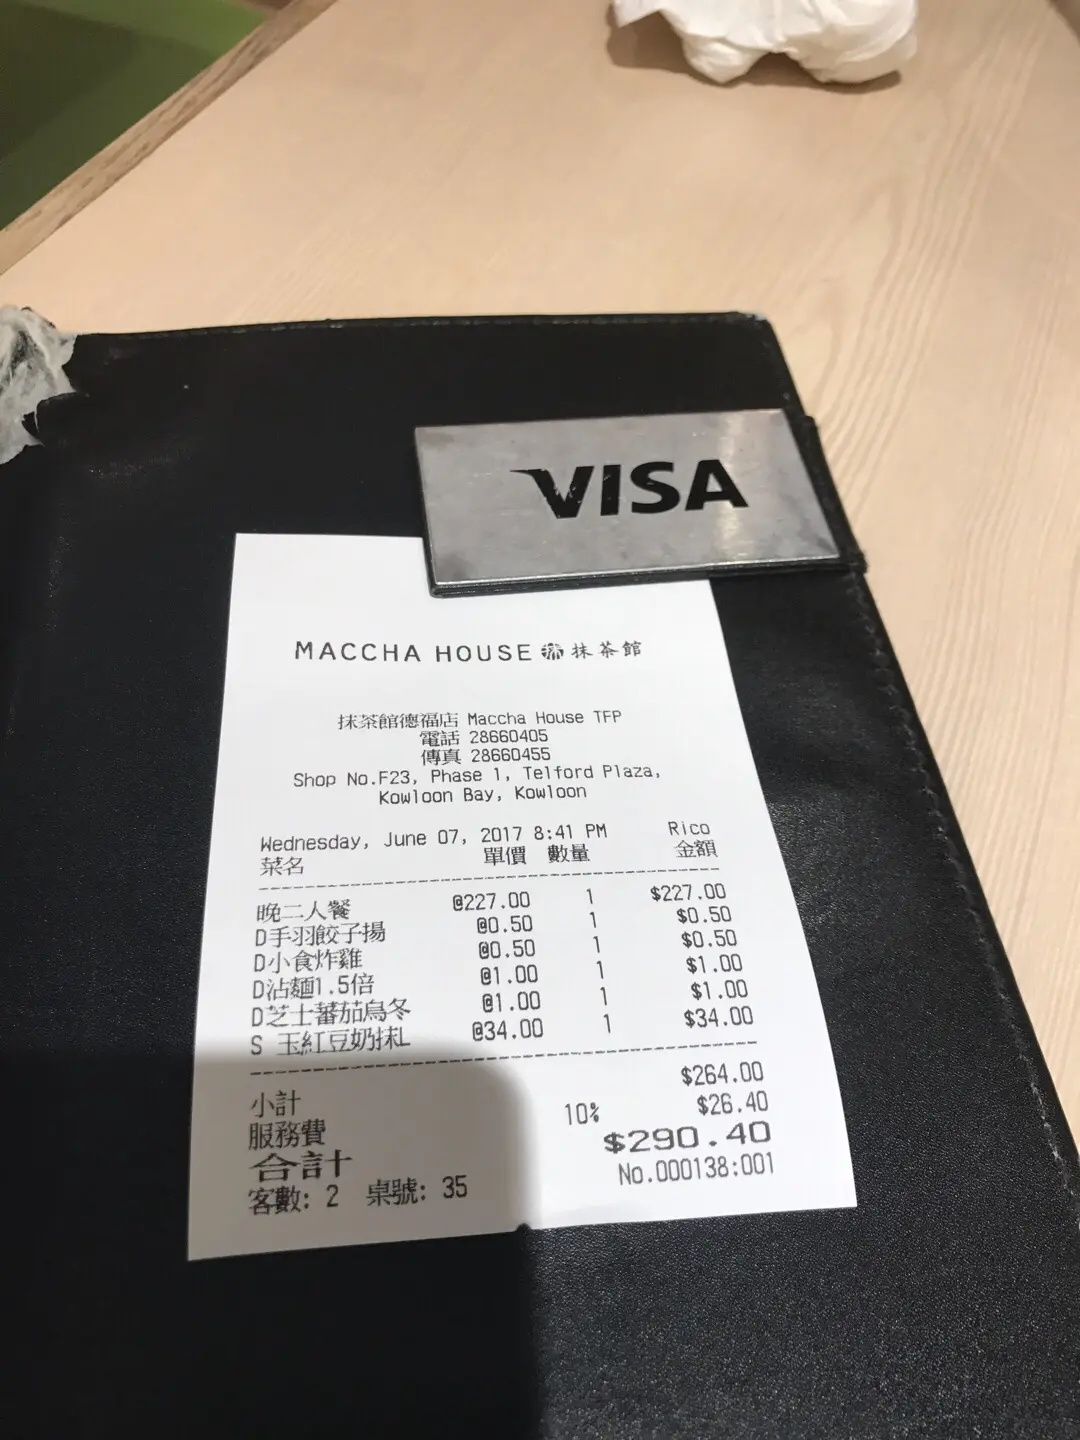 VISA
MACCHA HOUSE 抹茶館
抹茶館德福店 Maccha House TFP
電話 28660405
傳真 28660455
Shop No.F23, Phase 1, Telford Plaza,
Kowloon Bay, Kowloon
Wednesday, June 07, 2017 8:41 PM Rico
菜名 單價 數量 金額
晚二人餐 @227.00 1 $227.00
D手羽餃子揚 @0.50 1 $0.50
D小食炸雞 @0.50 1 $0.50
D沾麵1.5倍 @1.00 1 $1.00
D芝士蕃茄烏冬 @1.00 1 $1.00
S 玉紅豆奶抹L @34.00 1 $34.00
小計 $264.00
服務費 10% $26.40
合計 $290.40
客數: 2 桌號: 35 No.000138:001